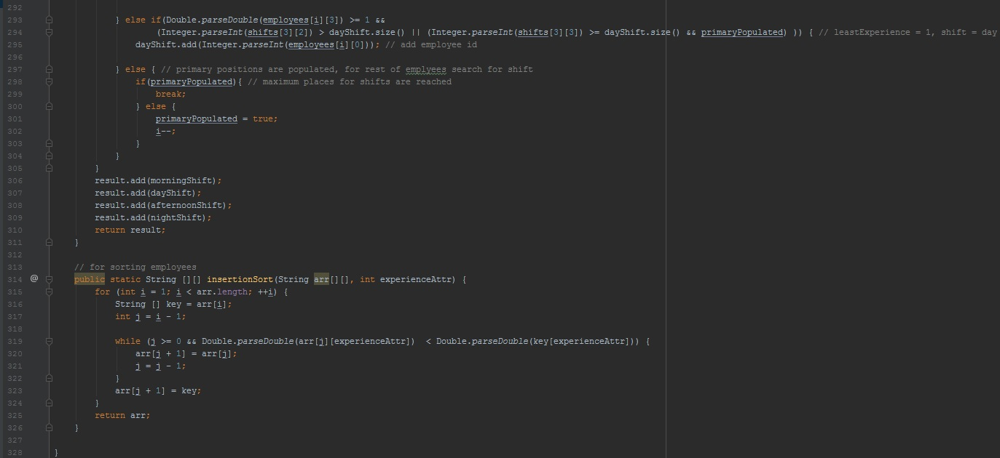 292
293 } else if(Double.parseDouble(employees[i][3]) >= 1 &&
294 (Integer.parseInt(shifts[3][2]) > dayShift.size() || (Integer.parseInt(shifts[3][3]) >= dayShift.size() && primaryPopulated) )) { // leastExperience = 1, shift = day
295 dayShift.add(Integer.parseInt(employees[i][0])); // add employee id
296
297 } else { // primary positions are populated, for rest of emplyees search for shift
298 if(primaryPopulated){ // maximum places for shifts are reached
299 break;
300 } else {
301 primaryPopulated = true;
302 i--;
303 }
304 }
305 }
306 result.add(morningShift);
307 result.add(dayShift);
308 result.add(afternoonShift);
309 result.add(nightShift);
310 return result;
311 }
312
313 // for sorting employees
314 @ public static String [][] insertionSort(String arr[][], int experienceAttr) {
315 for (int i = 1; i < arr.length; ++i) {
316 String [] key = arr[i];
317 int j = i - 1;
318
319 while (j >= 0 && Double.parseDouble(arr[j][experienceAttr]) < Double.parseDouble(key[experienceAttr])) {
320 arr[j + 1] = arr[j];
321 j = j - 1;
322 }
323 arr[j + 1] = key;
324 }
325 return arr;
326 }
327
328 }